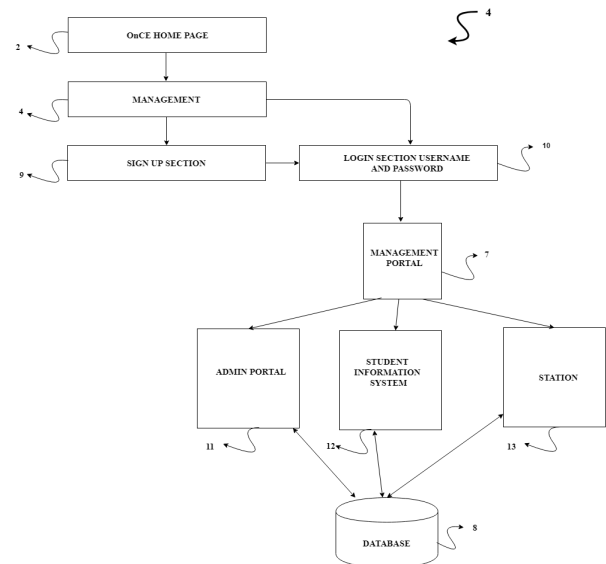 4
OnCE HOME PAGE
2
MANAGEMENT
4
SIGN UP SECTION
9
LOGIN SECTION USERNAME
AND PASSWORD
10
MANAGEMENT
PORTAL
7
ADMIN PORTAL
11
STUDENT
INFORMATION
SYSTEM
12
STATION
13
DATABASE
8